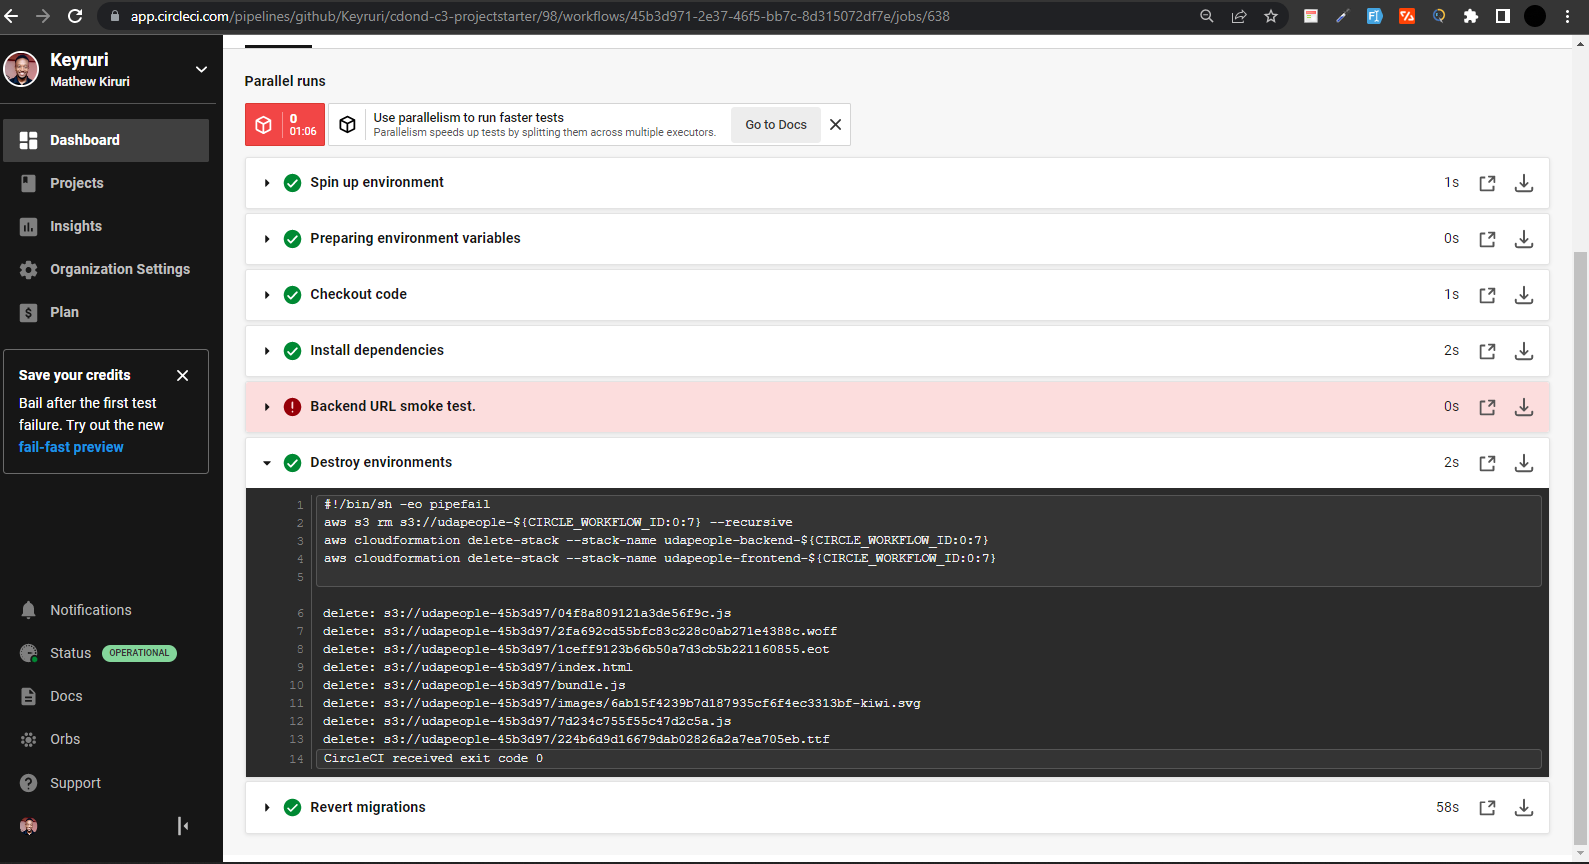 app.circleci.com/pipelines/github/Keyruri/cdond-c3-projectstarter/98/workflows/45b3d971-2e37-46f5-bb7c-8d315072df7e/jobs/638
Keyruri
Mathew Kiruri
Dashboard
Projects
Insights
Organization Settings
Plan
Save your credits
Bail after the first test
failure. Try out the new
fail-fast preview
Notifications
Status OPERATIONAL
Docs
Orbs
Support
Parallel runs
0
01:06
Use parallelism to run faster tests
Parallelism speeds up tests by splitting them across multiple executors.
Go to Docs
Spin up environment 1s
Preparing environment variables 0s
Checkout code 1s
Install dependencies 2s
Backend URL smoke test. 0s
Destroy environments 2s
1 #!/bin/sh -eo pipefail
2 aws s3 rm s3://udapeople-${CIRCLE_WORKFLOW_ID:0:7} --recursive
3 aws cloudformation delete-stack --stack-name udapeople-backend-${CIRCLE_WORKFLOW_ID:0:7}
4 aws cloudformation delete-stack --stack-name udapeople-frontend-${CIRCLE_WORKFLOW_ID:0:7}
5
6 delete: s3://udapeople-45b3d97/04f8a809121a3de56f9c.js
7 delete: s3://udapeople-45b3d97/2fa692cd55bfc83c228c0ab271e4388c.woff
8 delete: s3://udapeople-45b3d97/1ceff9123b66b50a7d3cb5b221160855.eot
9 delete: s3://udapeople-45b3d97/index.html
10 delete: s3://udapeople-45b3d97/bundle.js
11 delete: s3://udapeople-45b3d97/images/6ab15f4239b7d187935cf6f4ec3313bf-kiwi.svg
12 delete: s3://udapeople-45b3d97/7d234c755f55c47d2c5a.js
13 delete: s3://udapeople-45b3d97/224b6d9d16679dab02826a2a7ea705eb.ttf
14 CircleCI received exit code 0
Revert migrations 58s